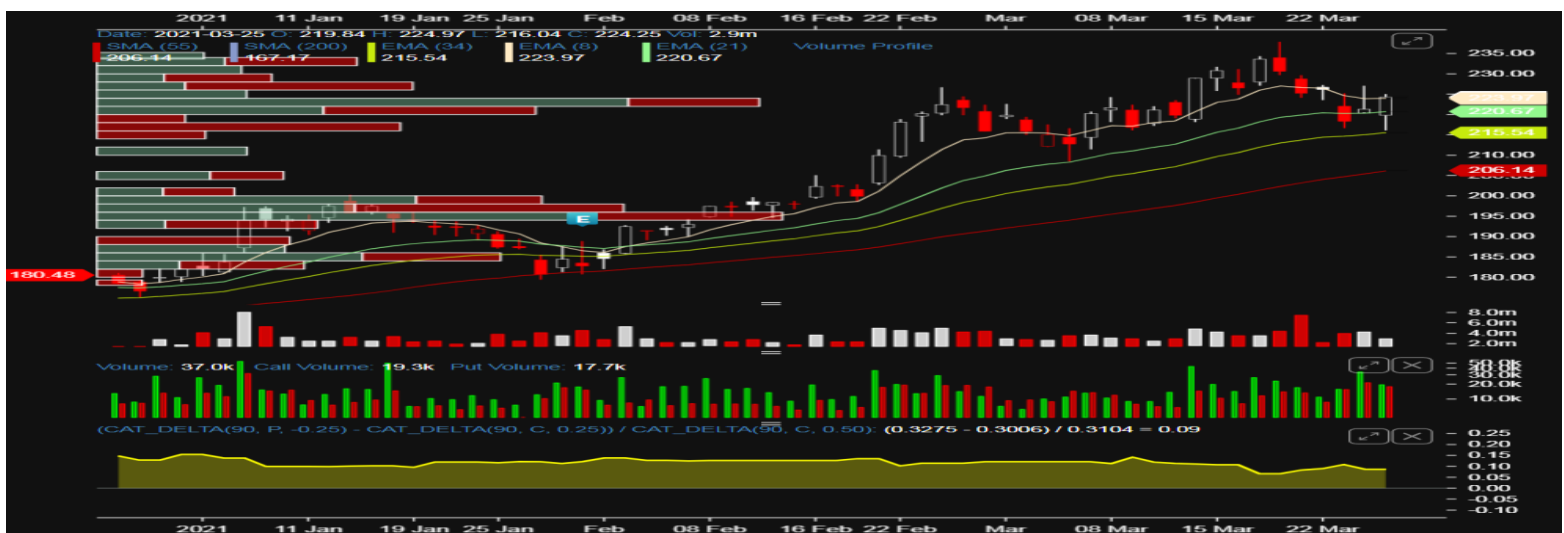 2021 11 Jan 19 Jan 25 Jan Feb 08 Feb 16 Feb 22 Feb Mar 08 Mar 15 Mar 22 Mar
Date: 2021-03-25 O: 219.84 H: 224.97 L: 216.04 C: 224.25 Vol: 2.9m
SMA (55) SMA (200) EMA (34) EMA (8) EMA (21) Volume Profile
206.14 167.17 215.54 223.97 220.67
235.00
230.00
223.97
220.67
215.54
210.00
206.14
205.00
200.00
195.00
E
190.00
185.00
180.48
180.00
8.0m
6.0m
4.0m
2.0m
Volume: 37.0k Call Volume: 19.3k Put Volume: 17.7k
50.0k
40.0k
30.0k
20.0k
10.0k
(CAT_DELTA(90, P, -0.25) - CAT_DELTA(90, C, 0.25)) / CAT_DELTA(90, C, 0.50): (0.3275 - 0.3006) / 0.3104 = 0.09
0.25
0.20
0.15
0.10
0.05
0.00
-0.05
-0.10
2021 11 Jan 19 Jan 25 Jan Feb 08 Feb 16 Feb 22 Feb Mar 08 Mar 15 Mar 22 Mar